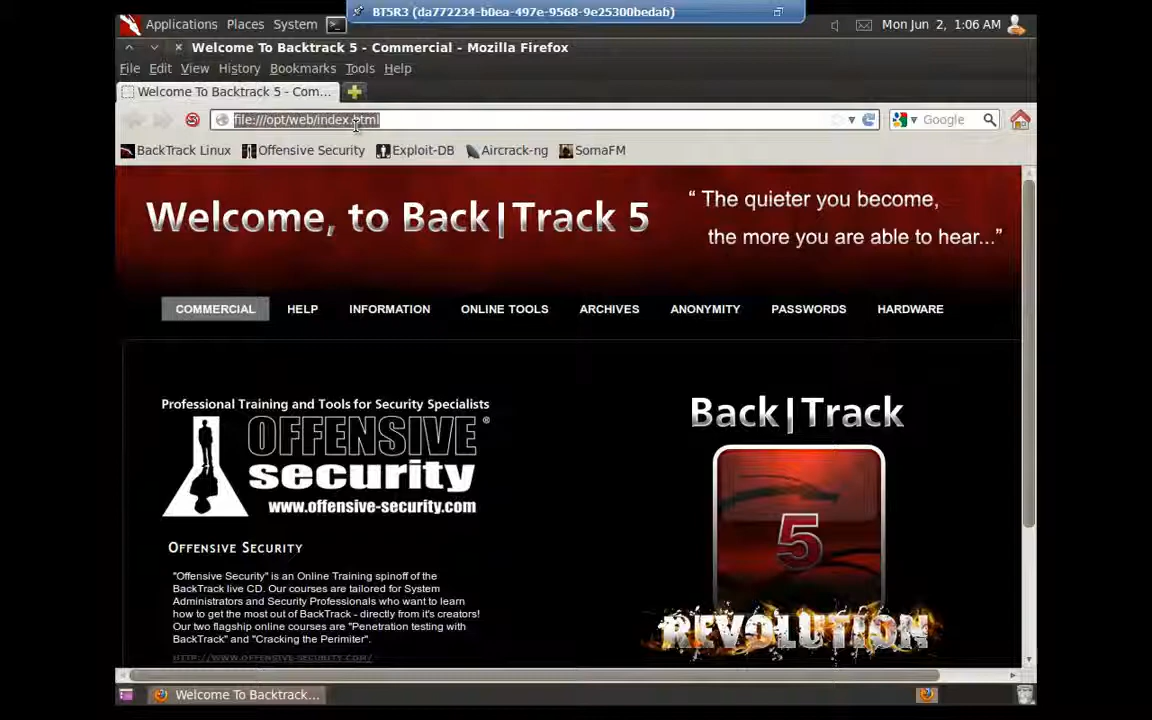 BT5R3 (da772234-b0ea-497e-9568-9e25300bedab)
Applications Places System
Mon Jun 2, 1:06 AM
Welcome To Backtrack 5 - Commercial - Mozilla Firefox
File Edit View History Bookmarks Tools Help
Welcome To Backtrack 5 - Com...
file:///opt/web/index.html
Google
BackTrack Linux Offensive Security Exploit-DB Aircrack-ng SomaFM
Welcome, to Back|Track 5
“ The quieter you become,
the more you are able to hear...”
COMMERCIAL HELP INFORMATION ONLINE TOOLS ARCHIVES ANONYMITY PASSWORDS HARDWARE
Professional Training and Tools for Security Specialists
OFFENSIVE®
security
www.offensive-security.com
OFFENSIVE SECURITY
"Offensive Security" is an Online Training spinoff of the
BackTrack live CD. Our courses are tailored for System
Administrators and Security Professionals who want to learn
how to get the most out of BackTrack - directly from it's creators!
Our two flagship online courses are "Penetration testing with
BackTrack" and "Cracking the Perimiter".
HTTP://WWW.OFFENSIVE-SECURITY.COM/
Back|Track
5
REVOLUTION
Welcome To Backtrack...